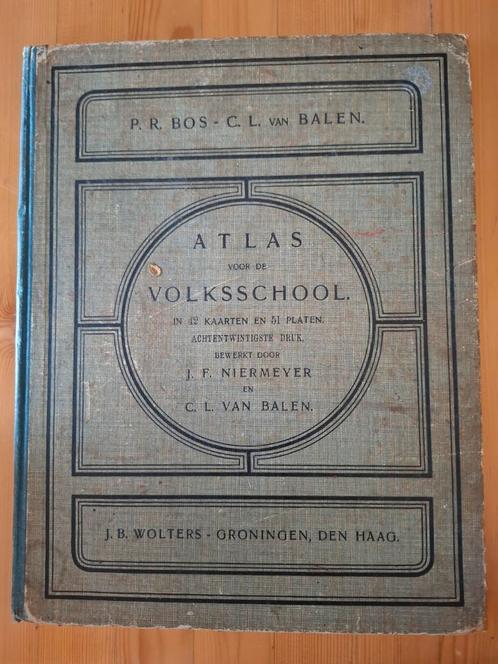 P. R. BOS - C. L. VAN BALEN.
ATLAS
VOOR DE
VOLKSSCHOOL.
IN 42 KAARTEN EN 51 PLATEN.
ACHTENTWINTIGSTE DRUK,
BEWERKT DOOR
J. F. NIERMEYER
EN
C. L. VAN BALEN.
J. B. WOLTERS - GRONINGEN, DEN HAAG.